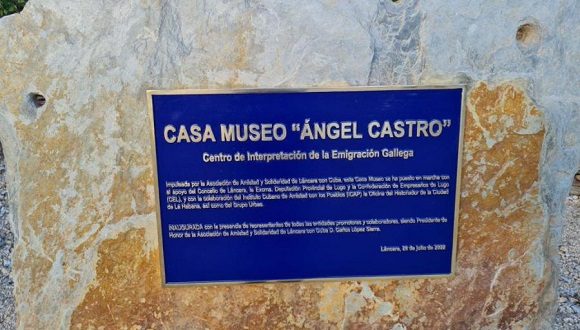 CASA MUSEO "ÁNGEL CASTRO"
Centro de Interpretación de la Emigración Gallega
Impulsada por la Asociación de Amistad y Solidaridad de Láncara con Cuba, esta Casa Museo se ha puesto en marcha con
el apoyo del Concello de Láncara, la Excma. Deputación Provincial de Lugo y la Confederación de Empresarios de Lugo
(CEL), y con la colaboración del Instituto Cubano de Amistad con los Pueblos (ICAP) la Oficina del Historiador de la Ciudad
de La Habana, así como del Grupo Urbas.
INAUGURADA con la presencia de representantes de todas las entidades promotoras y colaboradoras, siendo Presidente
de Honor de la Asociación de Amistad y Solidaridad de Láncara con Cuba D. Carlos López Sierra.
Láncara, 25 de julio de 2022